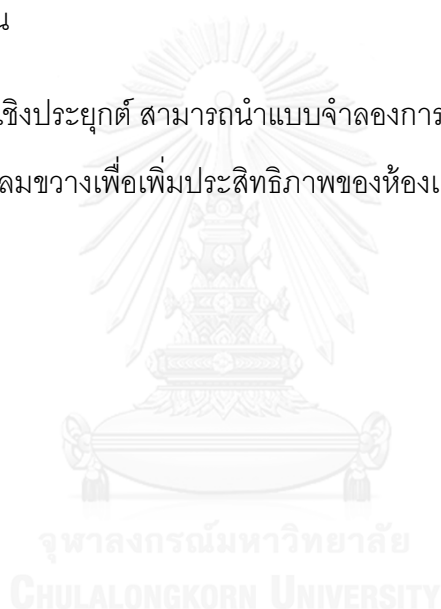 น
เชิงประยุกต์ สามารถนำแบบจำลองการ
ลมขวางเพื่อเพิ่มประสิทธิภาพของห้องเ
จุฬาลงกรณ์มหาวิทยาลัย
CHULALONGKORN UNIVERSITY